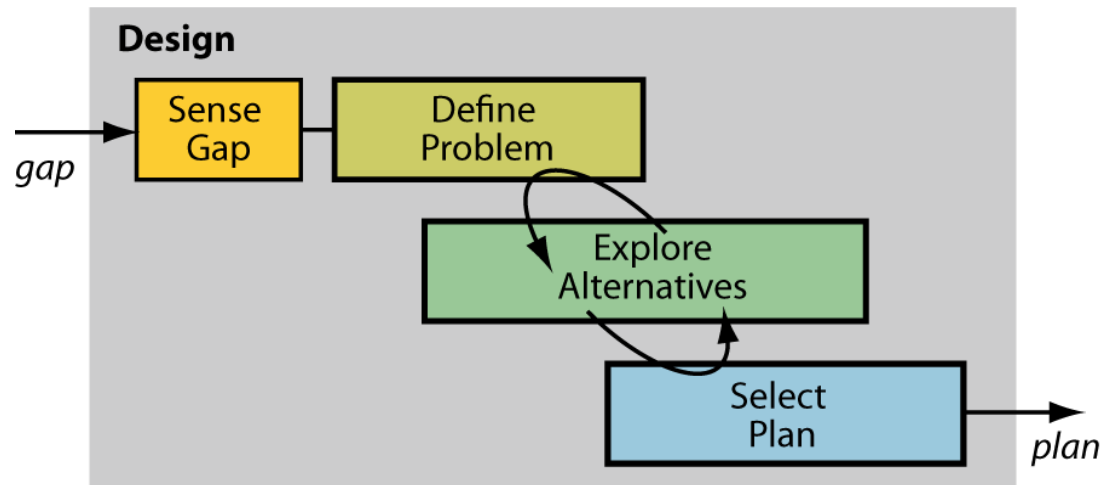 Design
Sense
Gap
Define
Problem
gap
Explore
Alternatives
Select
Plan
plan